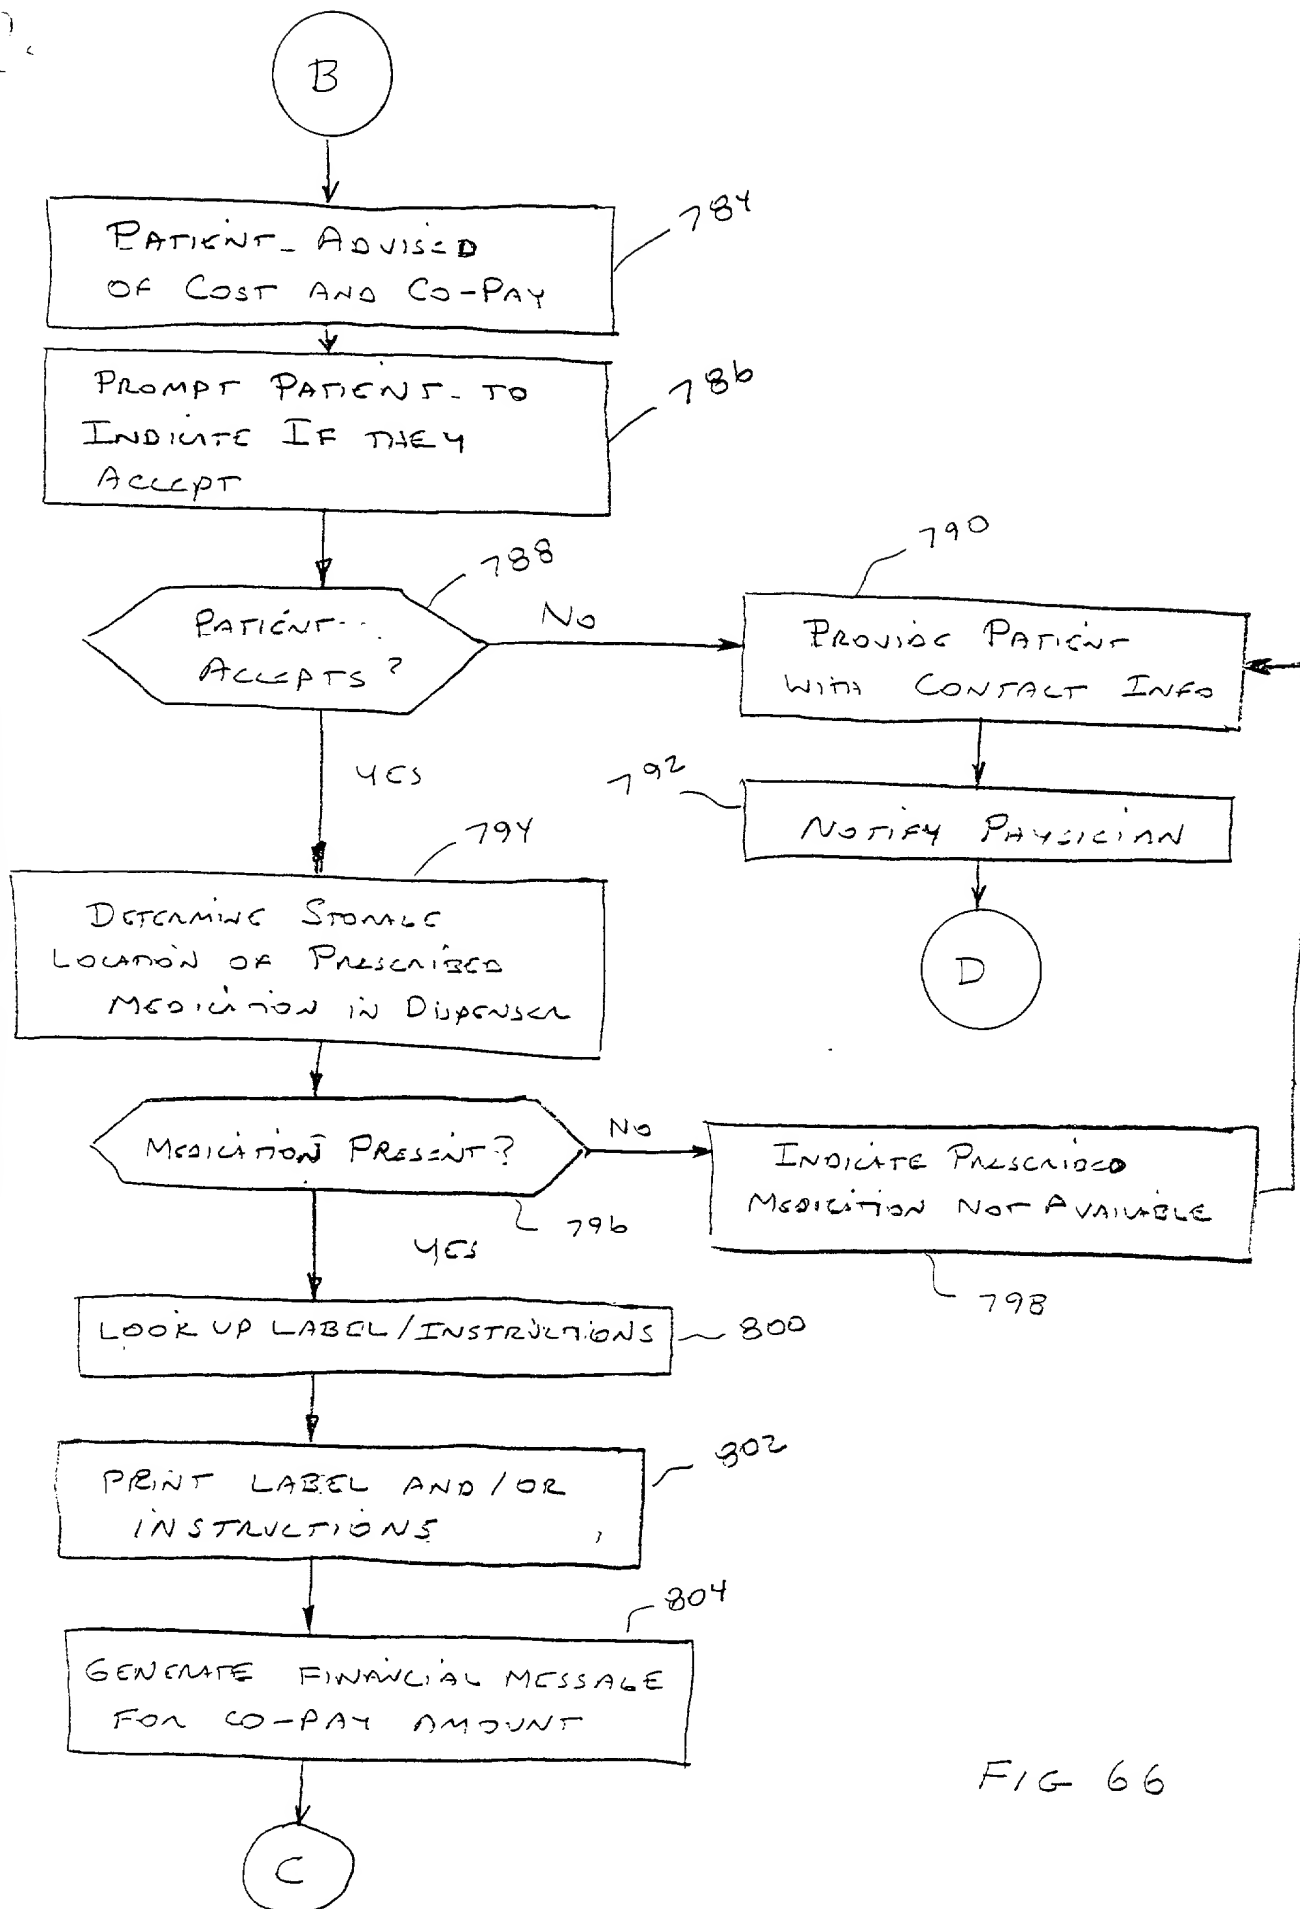 B
784
PATIENT ADVISED
OF COST AND CO-PAY
786
PROMPT PATIENT TO
INDICATE IF THEY
ACCEPT
788
PATIENT
ACCEPTS?
NO
790
PROVIDE PATIENT
WITH CONTACT INFO
YES
792
NOTIFY PHYSICIAN
D
794
DETERMINE STORAGE
LOCATION OF PRESCRIBED
MEDICATION IN DISPENSER
MEDICATION PRESENT?
NO
796
YES
INDICATE PRESCRIBED
MEDICATION NOT AVAILABLE
798
LOOK UP LABEL/INSTRUCTIONS
800
802
PRINT LABEL AND/OR
INSTRUCTIONS
804
GENERATE FINANCIAL MESSAGE
FOR CO-PAY AMOUNT
C
FIG 66